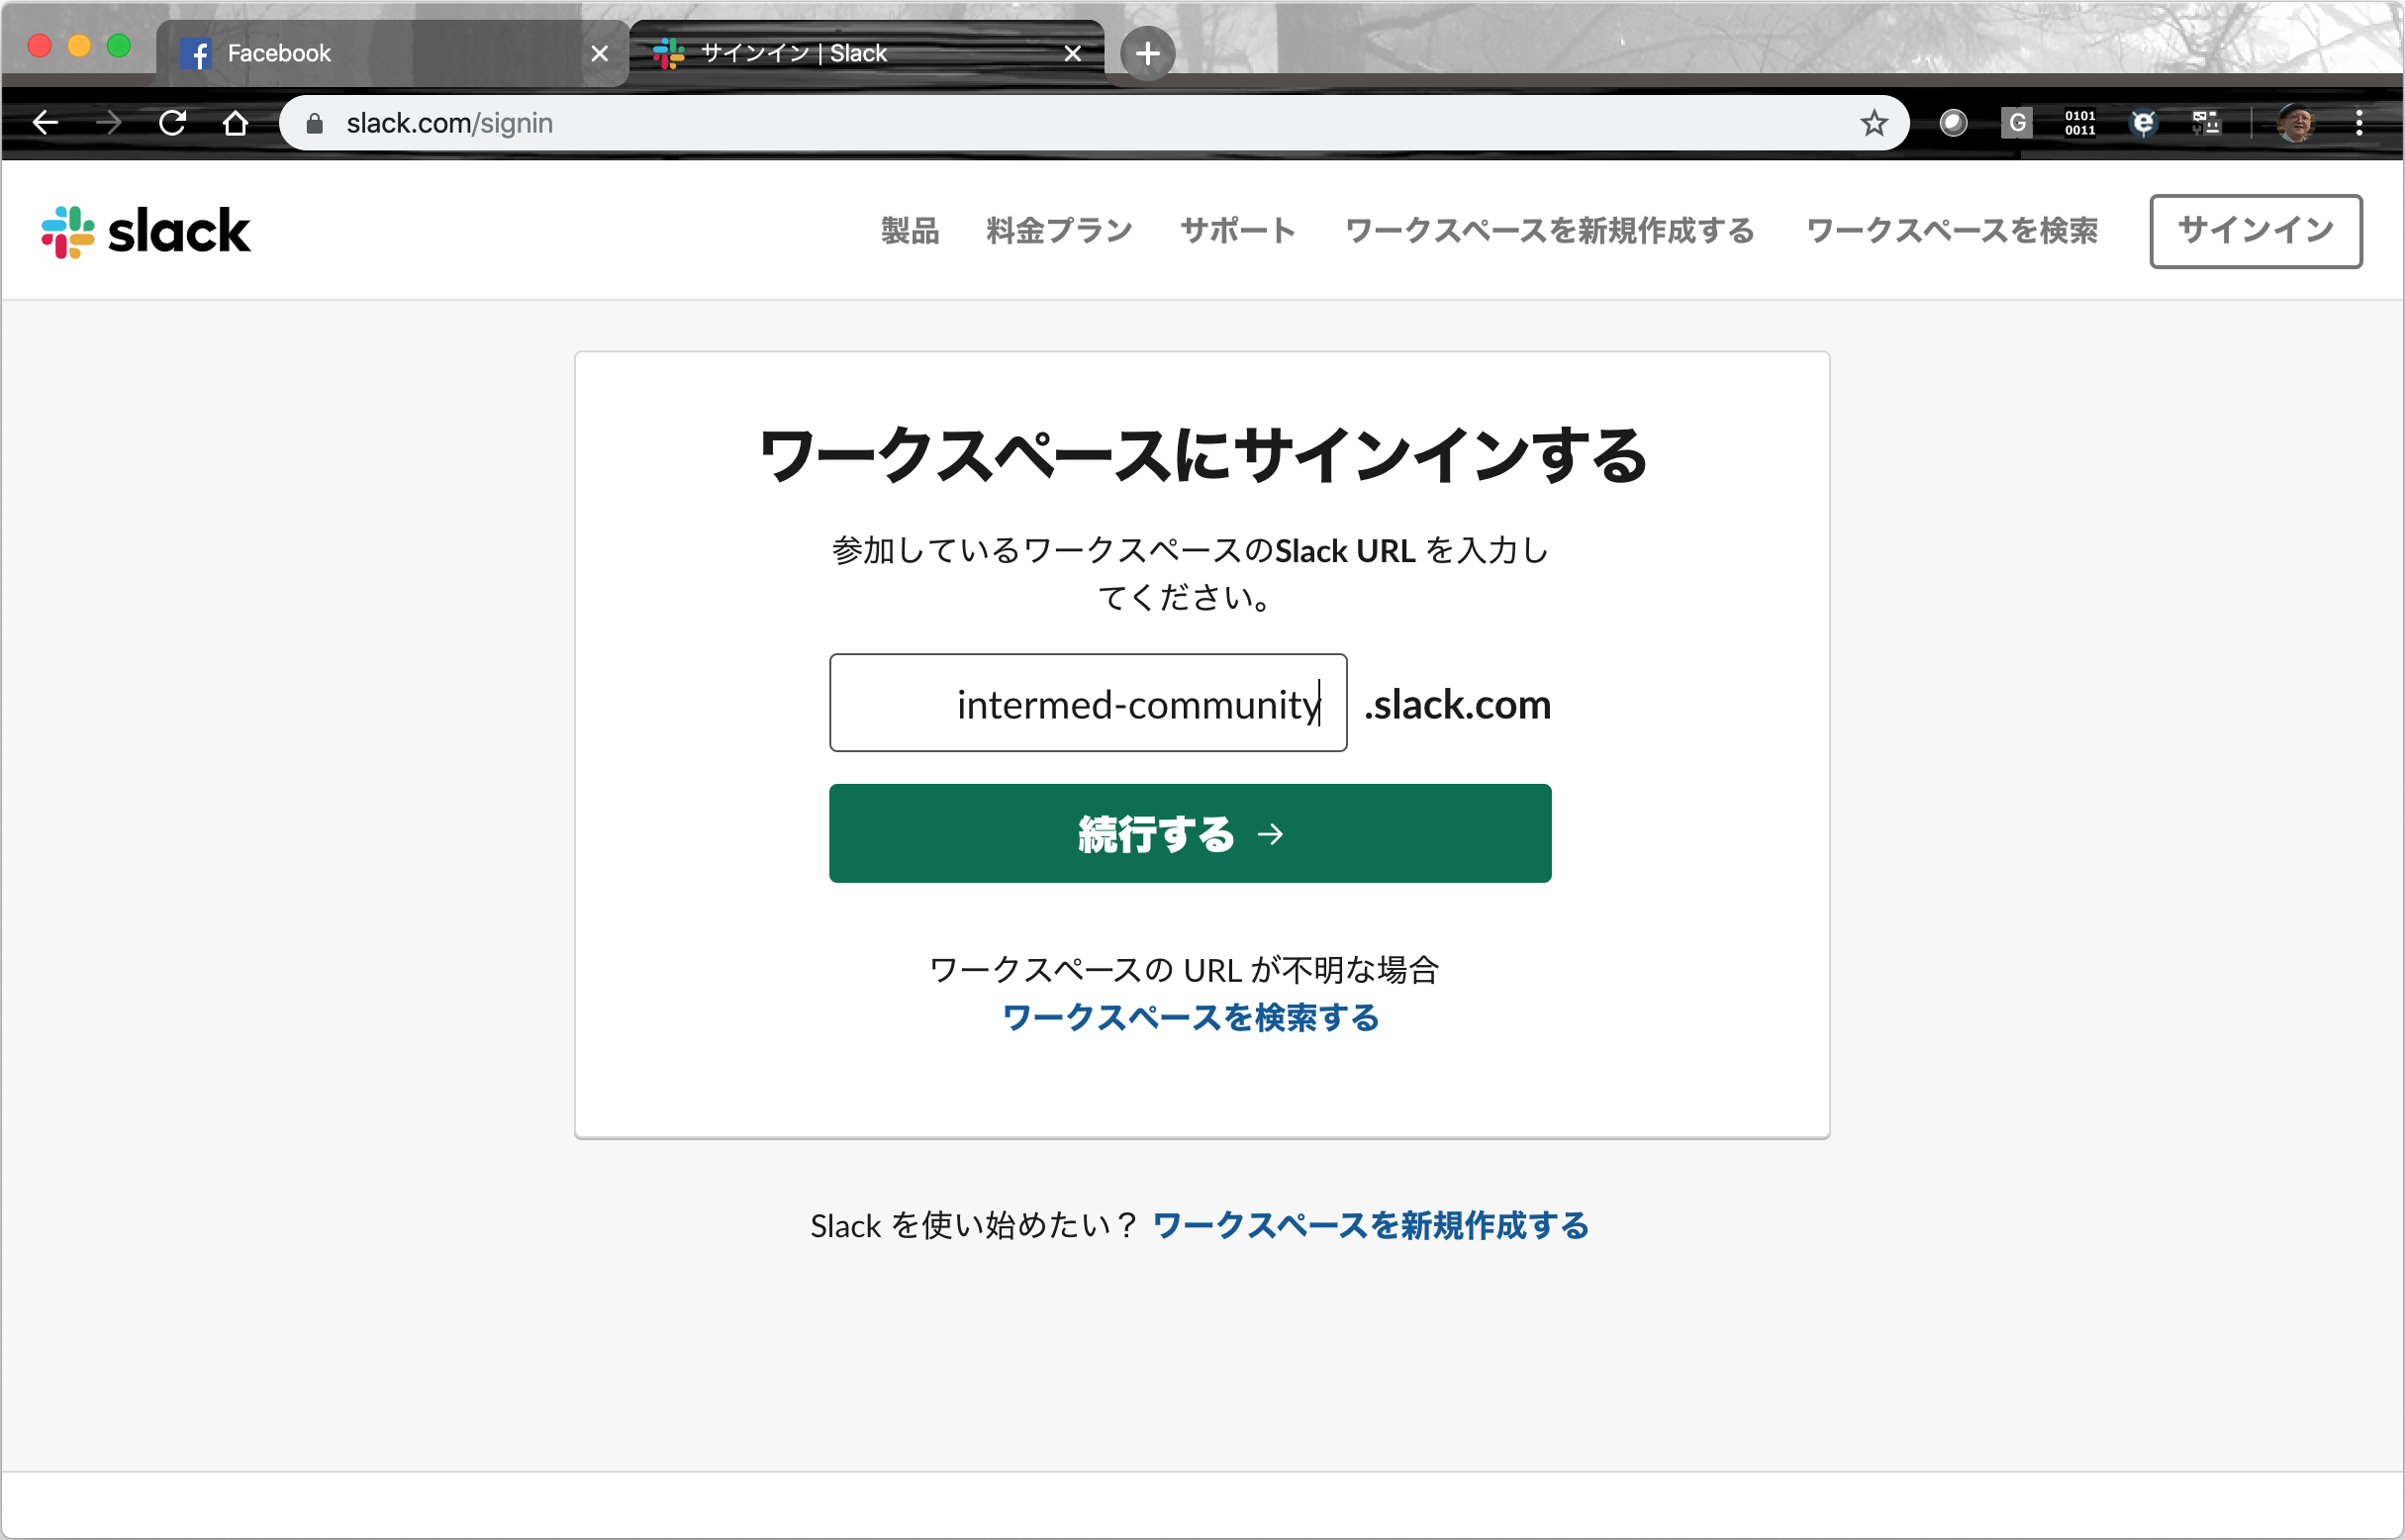 Facebook
サインイン | Slack
slack.com/signin
G
0101
0011
slack
製品
料金プラン
サポート
ワークスペースを新規作成する
ワークスペースを検索
サインイン
ワークスペースにサインインする
参加しているワークスペースのSlack URL を入力し
てください。
intermed-community
.slack.com
続行する →
ワークスペースの URL が不明な場合
ワークスペースを検索する
Slack を使い始めたい？ ワークスペースを新規作成する